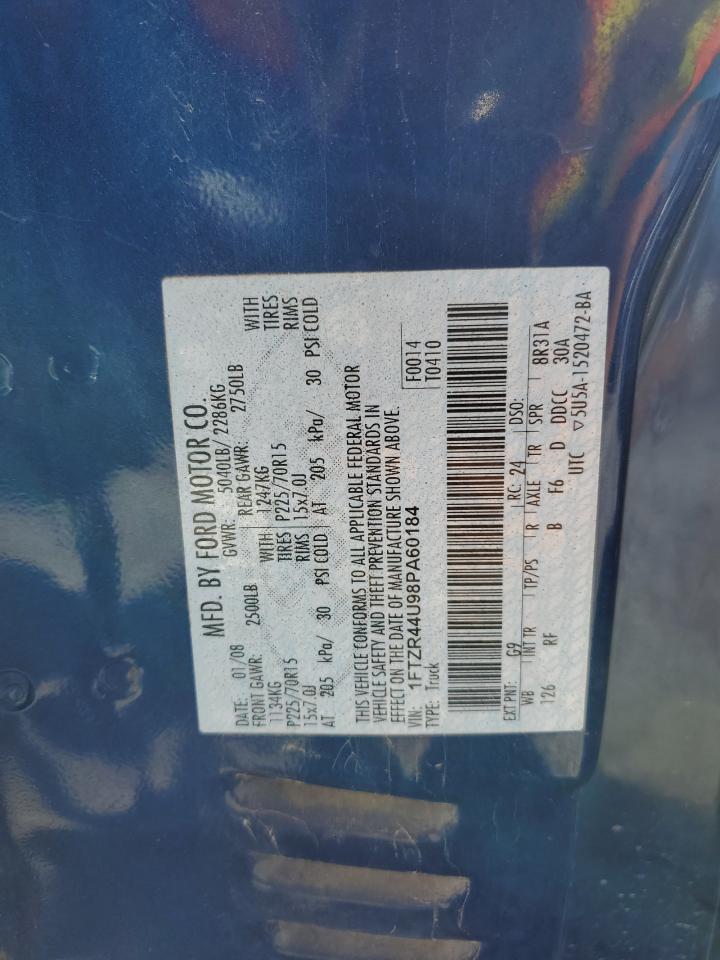 MFD. BY FORD MOTOR CO.
DATE: 01/08 GVWR: 5040LB/ 2286KG
FRONT GAWR: 2500LB REAR GAWR: 2750LB
1134KG WITH 1247KG WITH
P225/70R15 TIRES P225/70R15 TIRES
15x7.0J RIMS 15x7.0J RIMS
AT 205 kPa/ 30 PSI COLD AT 205 kPa/ 30 PSI COLD
THIS VEHICLE CONFORMS TO ALL APPLICABLE FEDERAL MOTOR
VEHICLE SAFETY AND THEFT PREVENTION STANDARDS IN
EFFECT ON THE DATE OF MANUFACTURE SHOWN ABOVE.
VIN: 1FTZR44U98PA60184 F0014
TYPE: Truck T0410
EXT PNT: G9 RC: 24 DSO:
WB INT TR TP/PS R AXLE TR SPR 8R31A
126 RF B F6 D DDCC 30A
UTC ▽5U5A-1520472-BA